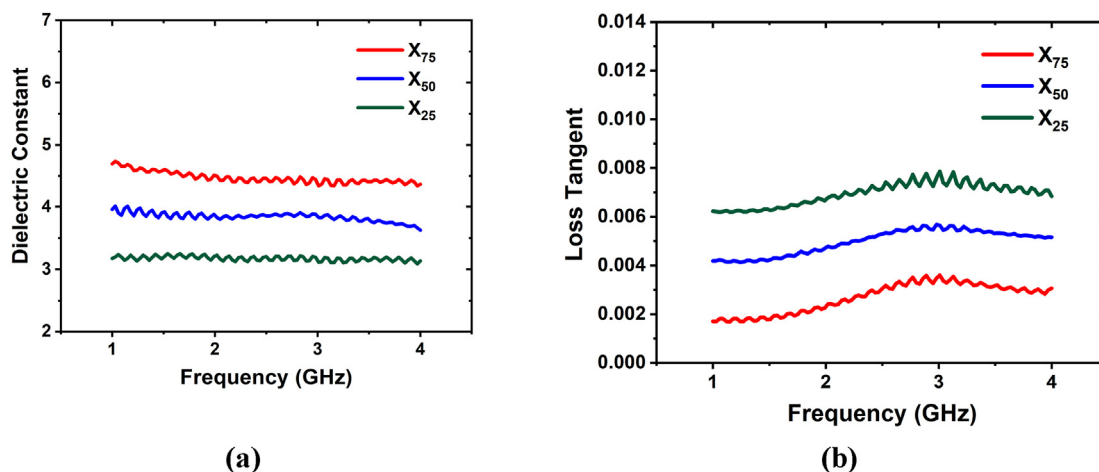 7
6
5
4
3
2
Dielectric Constant
X75
X50
X25
1 2 3 4
Frequency (GHz)
(a)
0.014
0.012
0.010
0.008
0.006
0.004
0.002
0.000
Loss Tangent
X75
X50
X25
1 2 3 4
Frequency (GHz)
(b)